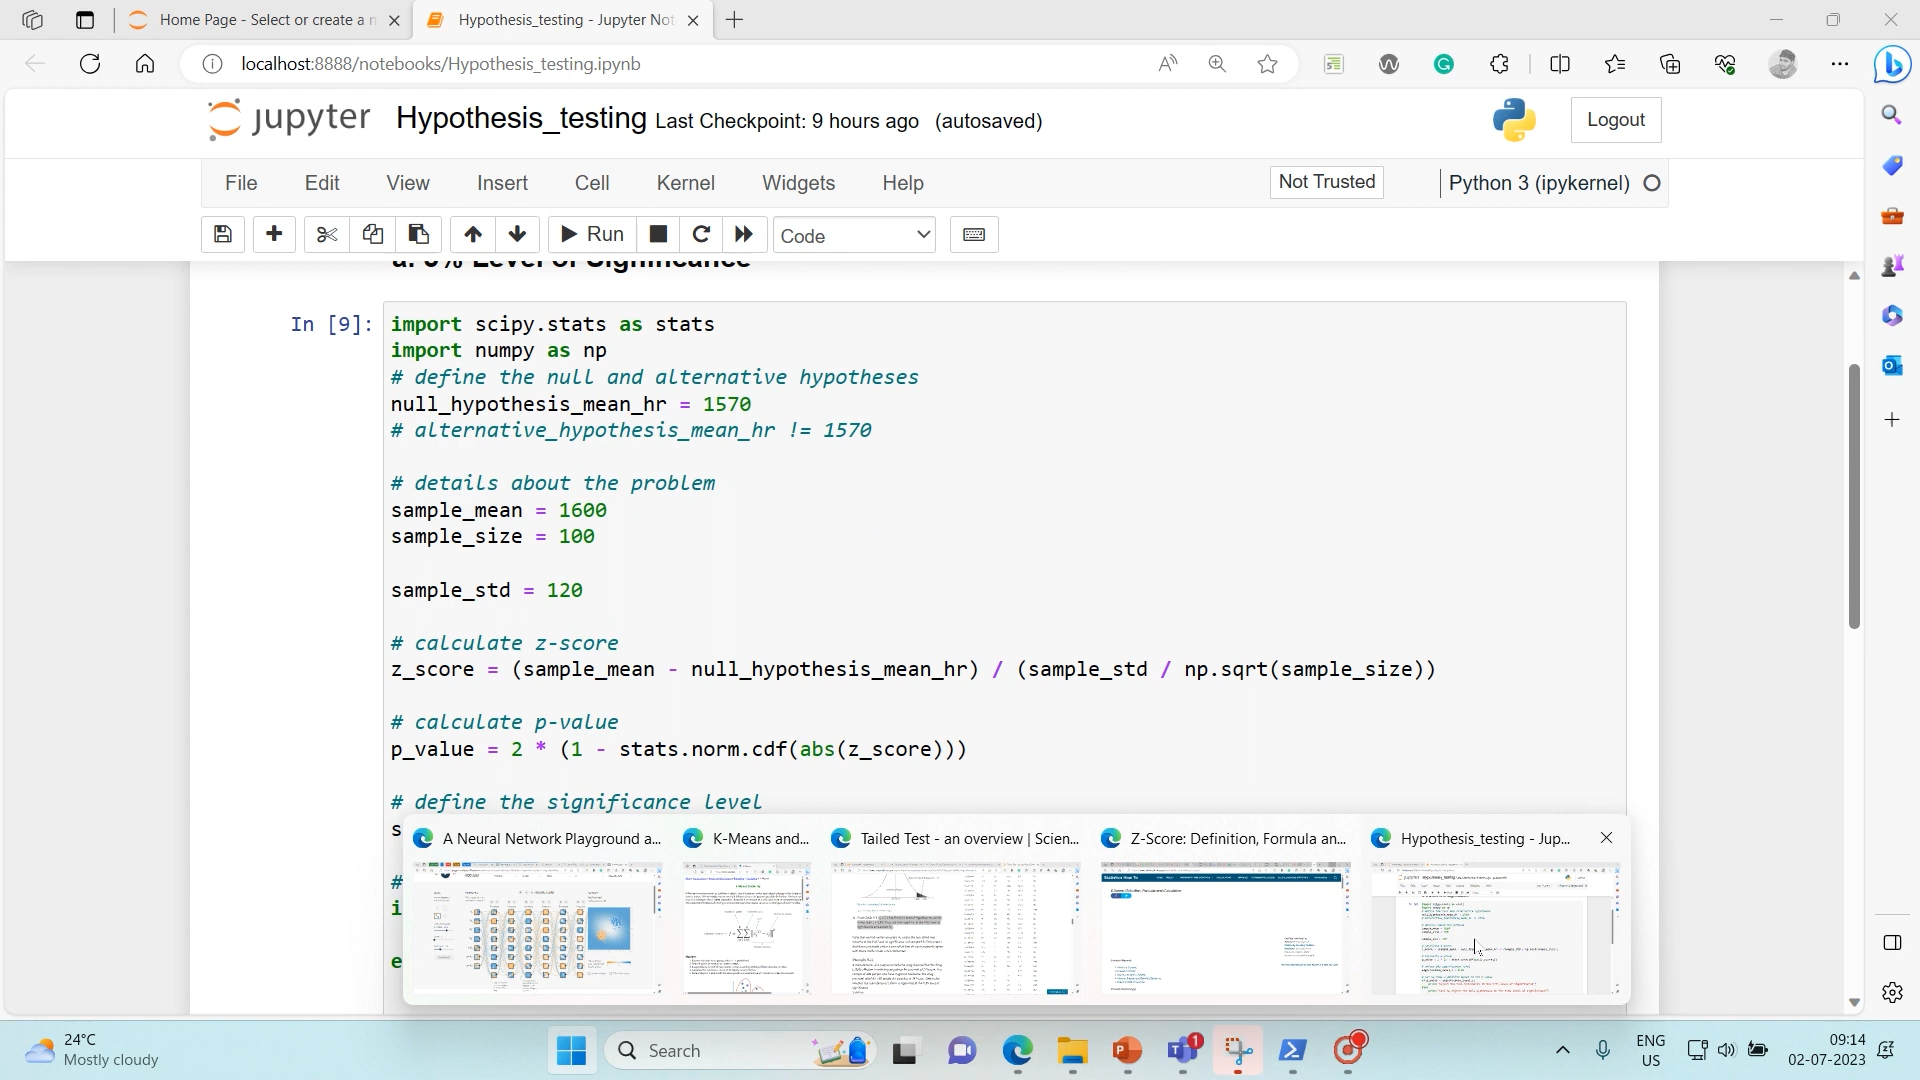 Home Page - Select or create a n
Hypothesis_testing - Jupyter Not
localhost:8888/notebooks/Hypothesis_testing.ipynb
jupyter Hypothesis_testing Last Checkpoint: 9 hours ago (autosaved)
Logout
File Edit View Insert Cell Kernel Widgets Help
Not Trusted
Python 3 (ipykernel)
Run
Code
a. 5% Level of Significance
In [9]:
import scipy.stats as stats
import numpy as np
# define the null and alternative hypotheses
null_hypothesis_mean_hr = 1570
# alternative_hypothesis_mean_hr != 1570
# details about the problem
sample_mean = 1600
sample_size = 100
sample_std = 120
# calculate z-score
z_score = (sample_mean - null_hypothesis_mean_hr) / (sample_std / np.sqrt(sample_size))
# calculate p-value
p_value = 2 * (1 - stats.norm.cdf(abs(z_score)))
# define the significance level
s
#
i
e
A Neural Network Playground a...
K-Means and...
Tailed Test - an overview | Scien...
Z-Score: Definition, Formula an...
Hypothesis_testing - Jup...
24°C
Mostly cloudy
Search
1
ENG
US
09:14
02-07-2023